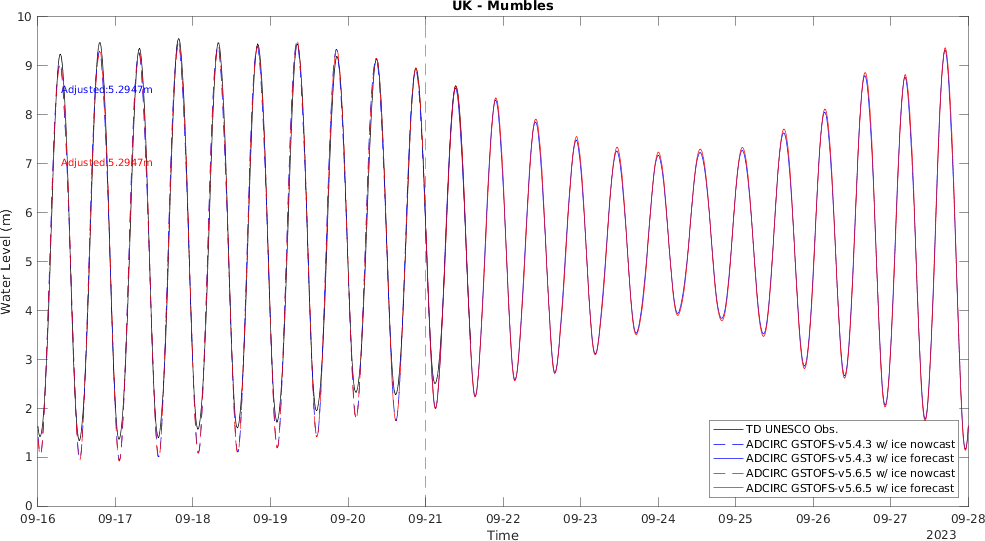 UK - Mumbles
Water Level (m)
10
9
8
7
6
5
4
3
2
1
0
Adjusted:5.2947m
Adjusted:5.2947m
TD UNESCO Obs.
ADCIRC GSTOFS-v5.4.3 w/ ice nowcast
ADCIRC GSTOFS-v5.4.3 w/ ice forecast
ADCIRC GSTOFS-v5.6.5 w/ ice nowcast
ADCIRC GSTOFS-v5.6.5 w/ ice forecast
09-16 09-17 09-18 09-19 09-20 09-21 09-22 09-23 09-24 09-25 09-26 09-27 09-28
Time
2023